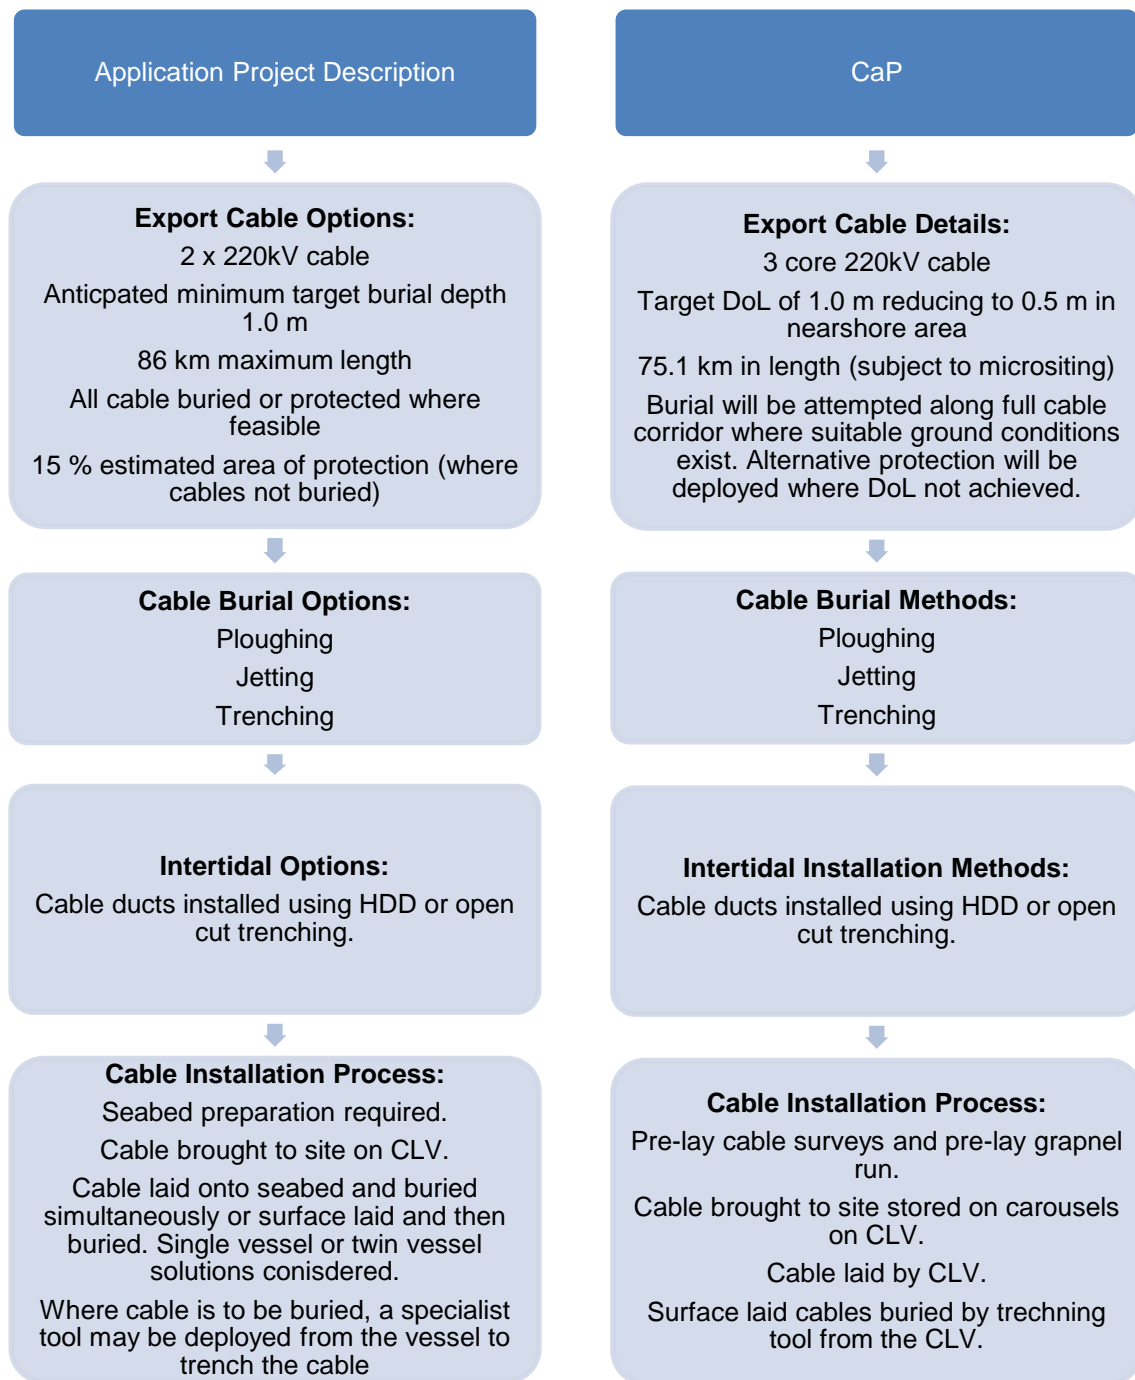 Application Project Description
Export Cable Options:
2 x 220kV cable
Anticpated minimum target burial depth
1.0 m
86 km maximum length
All cable buried or protected where
feasible
15 % estimated area of protection (where
cables not buried)
Cable Burial Options:
Ploughing
Jetting
Trenching
Intertidal Options:
Cable ducts installed using HDD or open
cut trenching.
Cable Installation Process:
Seabed preparation required.
Cable brought to site on CLV.
Cable laid onto seabed and buried
simultaneously or surface laid and then
buried. Single vessel or twin vessel
solutions conisdered.
Where cable is to be buried, a specialist
tool may be deployed from the vessel to
trench the cable
CaP
Export Cable Details:
3 core 220kV cable
Target DoL of 1.0 m reducing to 0.5 m in
nearshore area
75.1 km in length (subject to micrositing)
Burial will be attempted along full cable
corridor where suitable ground conditions
exist. Alternative protection will be
deployed where DoL not achieved.
Cable Burial Methods:
Ploughing
Jetting
Trenching
Intertidal Installation Methods:
Cable ducts installed using HDD or open
cut trenching.
Cable Installation Process:
Pre-lay cable surveys and pre-lay grapnel
run.
Cable brought to site stored on carousels
on CLV.
Cable laid by CLV.
Surface laid cables buried by trechning
tool from the CLV.